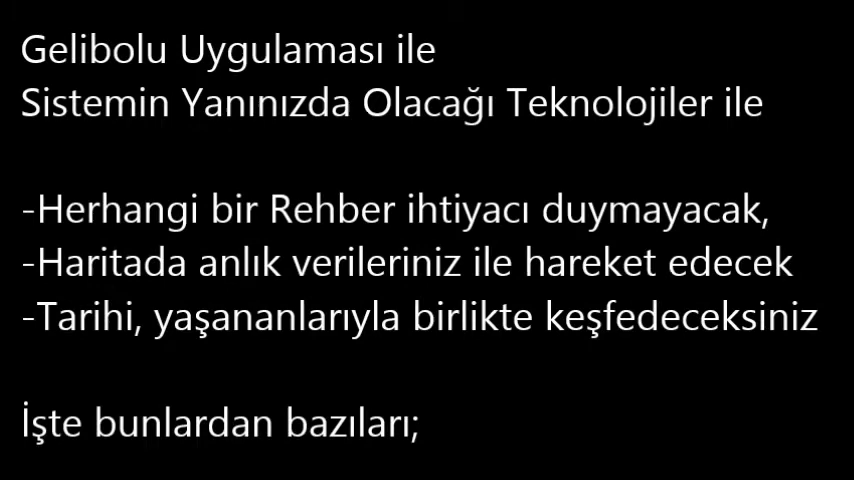 Gelibolu Uygulaması ile
Sistemin Yanınızda Olacağı Teknolojiler ile
-Herhangi bir Rehber ihtiyacı duymayacak,
-Haritada anlık verileriniz ile hareket edecek
-Tarihi, yaşananlarıyla birlikte keşfedeceksiniz
İşte bunlardan bazıları;